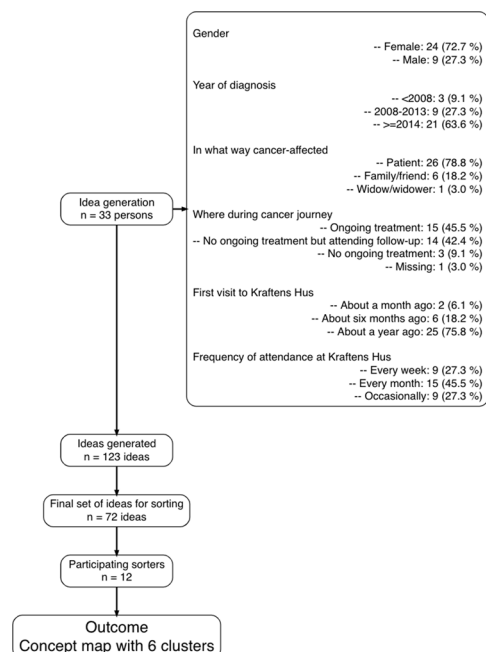 Gender
-- Female: 24 (72.7 %)
-- Male: 9 (27.3 %)
Year of diagnosis
-- <2008: 3 (9.1 %)
-- 2008-2013: 9 (27.3 %)
-- >=2014: 21 (63.6 %)
In what way cancer-affected
-- Patient: 26 (78.8 %)
-- Family/friend: 6 (18.2 %)
-- Widow/widower: 1 (3.0 %)
Idea generation
n = 33 persons
Where during cancer journey
-- Ongoing treatment: 15 (45.5 %)
-- No ongoing treatment but attending follow-up: 14 (42.4 %)
-- No ongoing treatment: 3 (9.1 %)
-- Missing: 1 (3.0 %)
First visit to Kraftens Hus
-- About a month ago: 2 (6.1 %)
-- About six months ago: 6 (18.2 %)
-- About a year ago: 25 (75.8 %)
Frequency of attendance at Kraftens Hus
-- Every week: 9 (27.3 %)
-- Every month: 15 (45.5 %)
-- Occasionally: 9 (27.3 %)
Ideas generated
n = 123 ideas
Final set of ideas for sorting
n = 72 ideas
Participating sorters
n = 12
Outcome
Concept map with 6 clusters